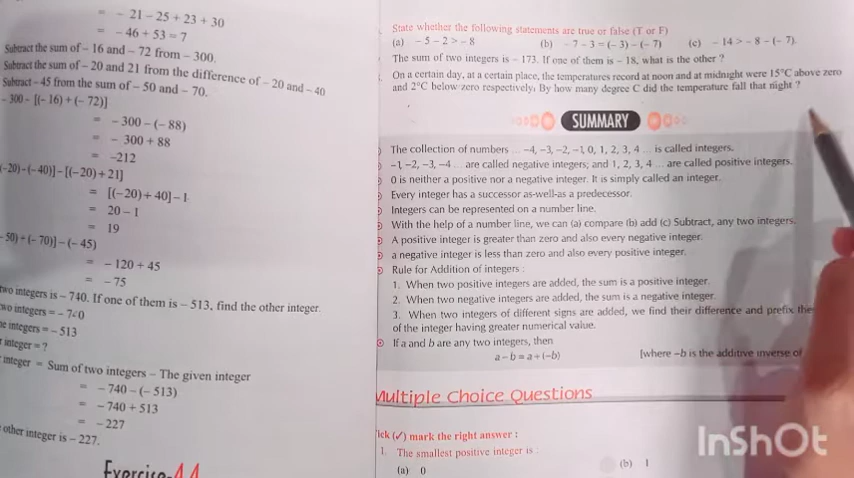 = - 21 - 25 + 23 + 30
= - 46 + 53 = 7
Subtract the sum of - 16 and - 72 from - 300.
Subtract the sum of - 20 and 21 from the difference of - 20 and - 40
Subtract - 45 from the sum of - 50 and - 70.
- 300 - [(- 16) + (- 72)]
= - 300 - (- 88)
= - 300 + 88
= -212
(-20) - (- 40)] - [(- 20) + 21]
= [(-20) + 40] - 1
= 20 - 1
= 19
- 50) + (- 70)] - (- 45)
= - 120 + 45
= - 75
two integers is - 740. If one of them is - 513, find the other integer.
two integers = - 740
integers = - 513
integer = ?
integer = Sum of two integers - The given integer
= - 740 - (- 513)
= - 740 + 513
= - 227
other integer is - 227.
Exercise-4.4
State whether the following statements are true or false (T or F)
(a) - 5 - 2 > - 8 (b) - 7 - 3 = (- 3) - (- 7) (c) - 14 > - 8 - (- 7).
The sum of two integers is - 173. If one of them is - 18, what is the other ?
On a certain day, at a certain place, the temperatures record at noon and at midnight were 15°C above zero
and 2°C below zero respectively. By how many degree C did the temperature fall that night ?
SUMMARY
The collection of numbers ... -4, -3, -2, -1, 0, 1, 2, 3, 4 ... is called integers.
-1, -2, -3, -4 ... are called negative integers; and 1, 2, 3, 4 ... are called positive integers.
0 is neither a positive nor a negative integer. It is simply called an integer.
Every integer has a successor as-well-as a predecessor.
Integers can be represented on a number line.
With the help of a number line, we can (a) compare (b) add (c) Subtract, any two integers.
A positive integer is greater than zero and also every negative integer.
a negative integer is less than zero and also every positive integer.
Rule for Addition of integers :
1. When two positive integers are added, the sum is a positive integer.
2. When two negative integers are added, the sum is a negative integer.
3. When two integers of different signs are added, we find their difference and prefix the
of the integer having greater numerical value.
If a and b are any two integers, then
a - b = a + (-b) [where -b is the additive inverse of
Multiple Choice Questions
Tick (✓) mark the right answer :
1. The smallest positive integer is :
(a) 0 (b) 1
InShOt